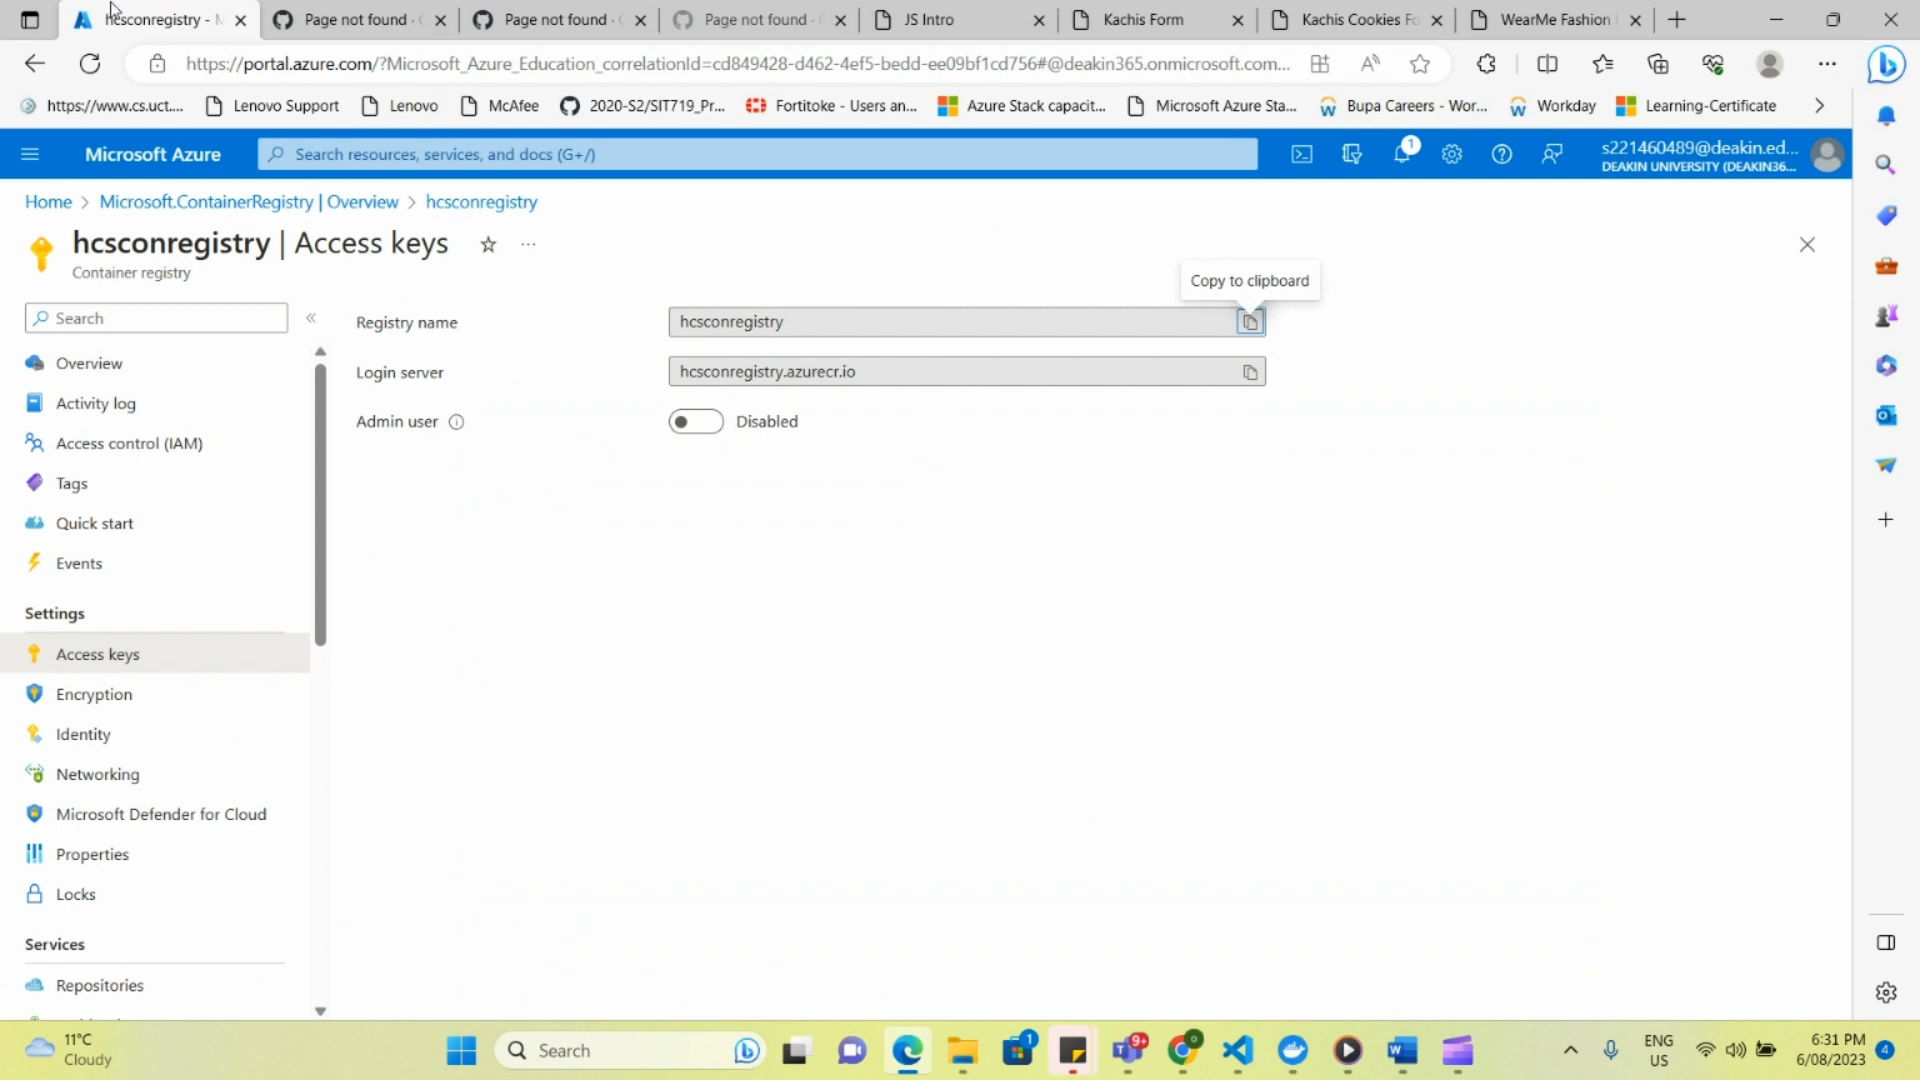 hcsconregistry - M
Page not found · G
Page not found · G
Page not found ·
JS Intro
Kachis Form
Kachis Cookies Fo
WearMe Fashion
https://portal.azure.com/?Microsoft_Azure_Education_correlationId=cd849428-d462-4ef5-bedd-ee09bf1cd756#@deakin365.onmicrosoft.com...
https://www.cs.uct....
Lenovo Support
Lenovo
McAfee
2020-S2/SIT719_Pr...
Fortitoke - Users an...
Azure Stack capacit...
Microsoft Azure Sta...
Bupa Careers - Wor...
Workday
Learning-Certificate
Microsoft Azure
Search resources, services, and docs (G+/)
1
s221460489@deakin.ed...
DEAKIN UNIVERSITY (DEAKIN36...
Home > Microsoft.ContainerRegistry | Overview > hcsconregistry
hcsconregistry | Access keys
Container registry
Copy to clipboard
Search
Registry name
hcsconregistry
Login server
hcsconregistry.azurecr.io
Admin user
Disabled
Overview
Activity log
Access control (IAM)
Tags
Quick start
Events
Settings
Access keys
Encryption
Identity
Networking
Microsoft Defender for Cloud
Properties
Locks
Services
Repositories
11°C
Cloudy
Search
1
9+
ENG
US
6:31 PM
6/08/2023
4